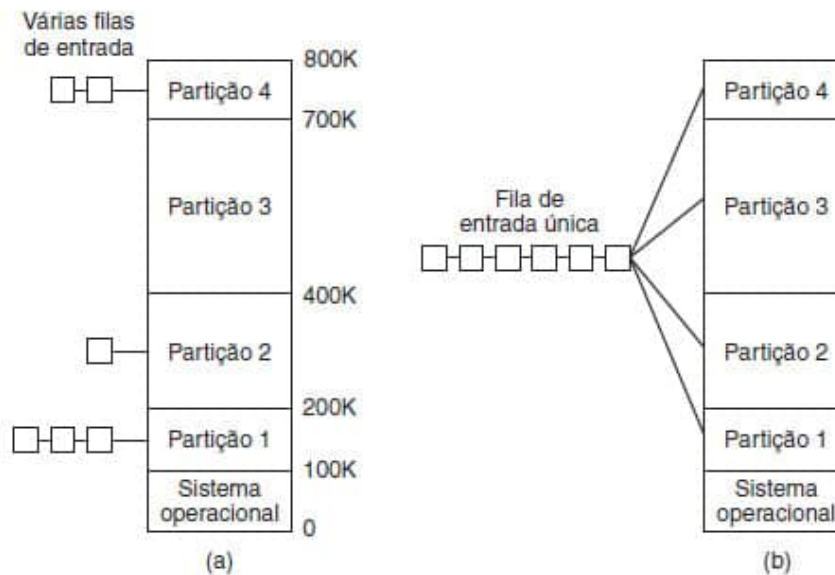 Várias filas
de entrada
800K
Partição 4
700K
Partição 3
400K
Partição 2
200K
Partição 1
100K
Sistema
operacional
0
(a)
Fila de
entrada única
Partição 4
Partição 3
Partição 2
Partição 1
Sistema
operacional
(b)